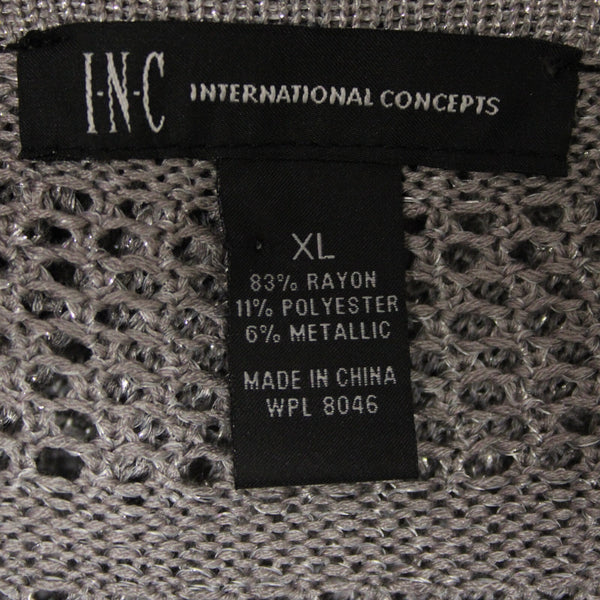 I·N·C INTERNATIONAL CONCEPTS
XL
83% RAYON
11% POLYESTER
6% METALLIC
MADE IN CHINA
WPL 8046